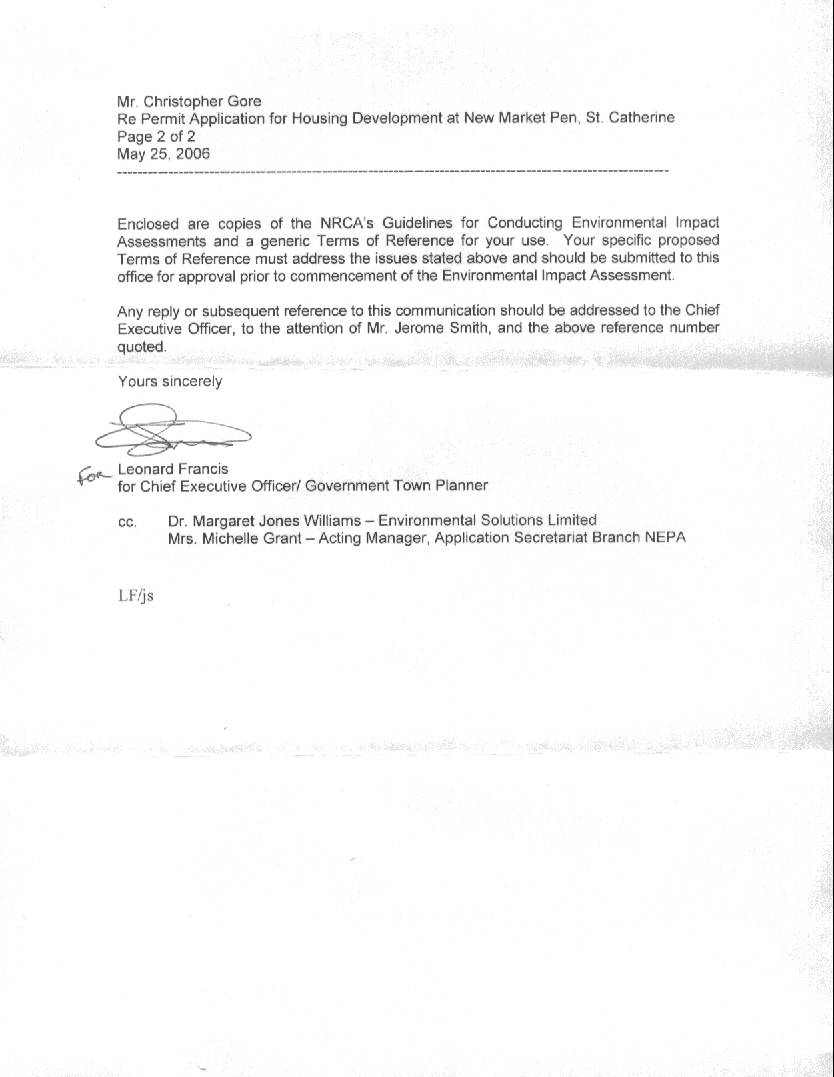 Mr. Christopher Gore
Re Permit Application for Housing Development at New Market Pen, St. Catherine
Page 2 of 2
May 25, 2006
--------------------------------------------------------------------------------------------------------------
Enclosed are copies of the NRCA's Guidelines for Conducting Environmental Impact
Assessments and a generic Terms of Reference for your use. Your specific proposed
Terms of Reference must address the issues stated above and should be submitted to this
office for approval prior to commencement of the Environmental Impact Assessment.
Any reply or subsequent reference to this communication should be addressed to the Chief
Executive Officer, to the attention of Mr. Jerome Smith, and the above reference number
quoted.
Yours sincerely
for Leonard Francis
for Chief Executive Officer/ Government Town Planner
cc. Dr. Margaret Jones Williams – Environmental Solutions Limited
Mrs. Michelle Grant – Acting Manager, Application Secretariat Branch NEPA
LF/js